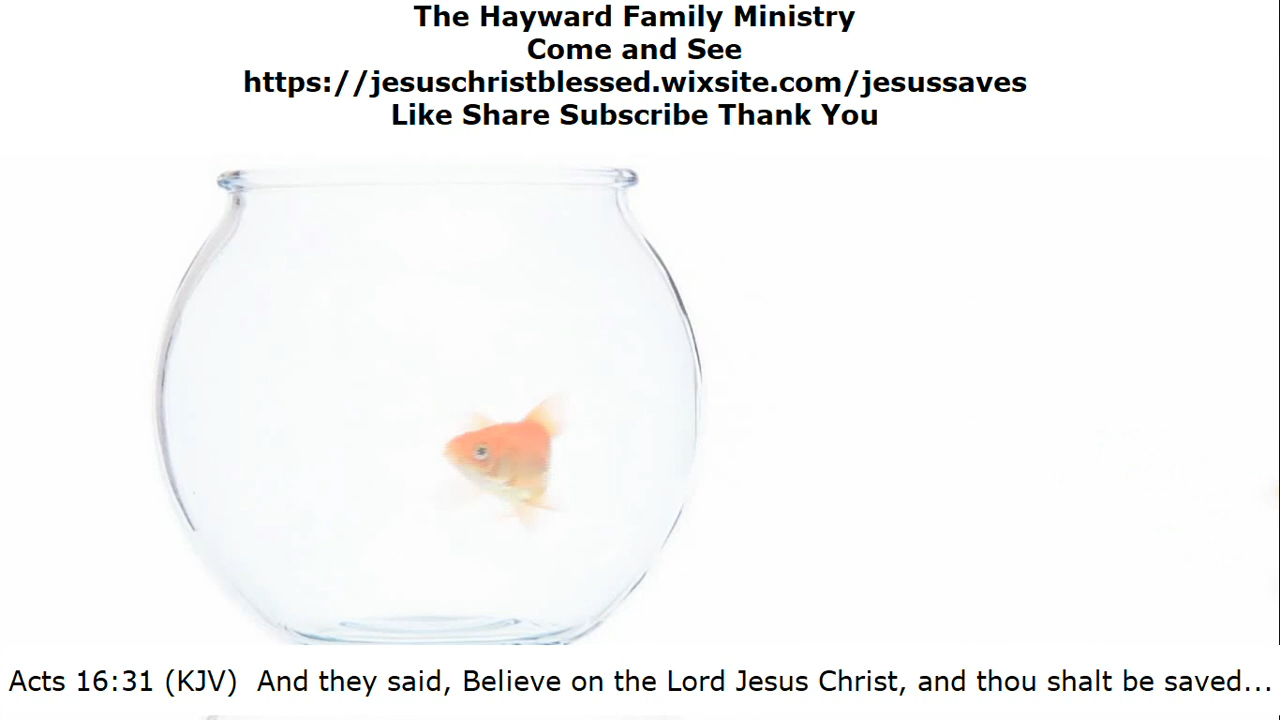 The Hayward Family Ministry
Come and See
https://jesuschristblessed.wixsite.com/jesussaves
Like Share Subscribe Thank You
Acts 16:31 (KJV)  And they said, Believe on the Lord Jesus Christ, and thou shalt be saved...